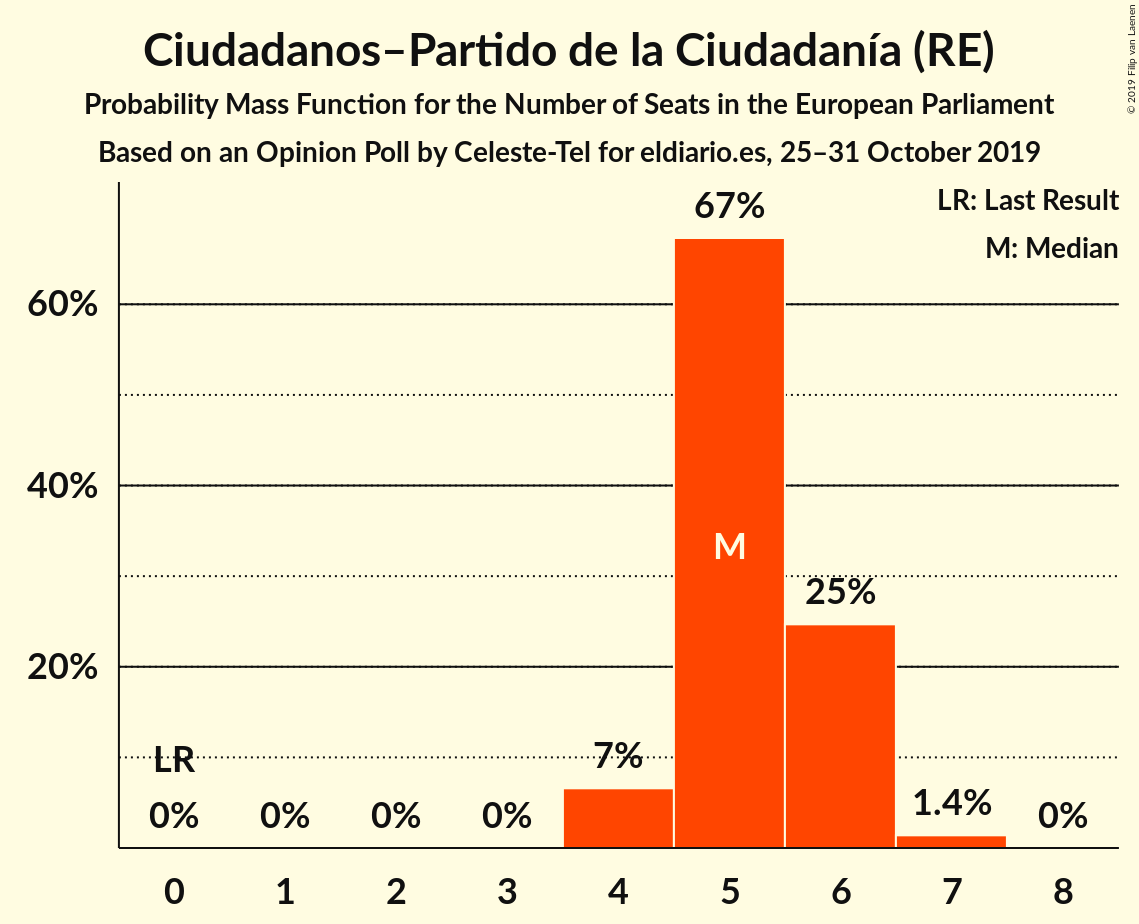 Ciudadanos–Partido de la Ciudadanía (RE)
Probability Mass Function for the Number of Seats in the European Parliament
Based on an Opinion Poll by Celeste-Tel for eldiario.es, 25–31 October 2019
© 2019 Filip van Laenen
LR: Last Result
M: Median
67%
60%
40%
M
25%
20%
LR
7%
1.4%
0% 0% 0% 0% 0%
0 1 2 3 4 5 6 7 8